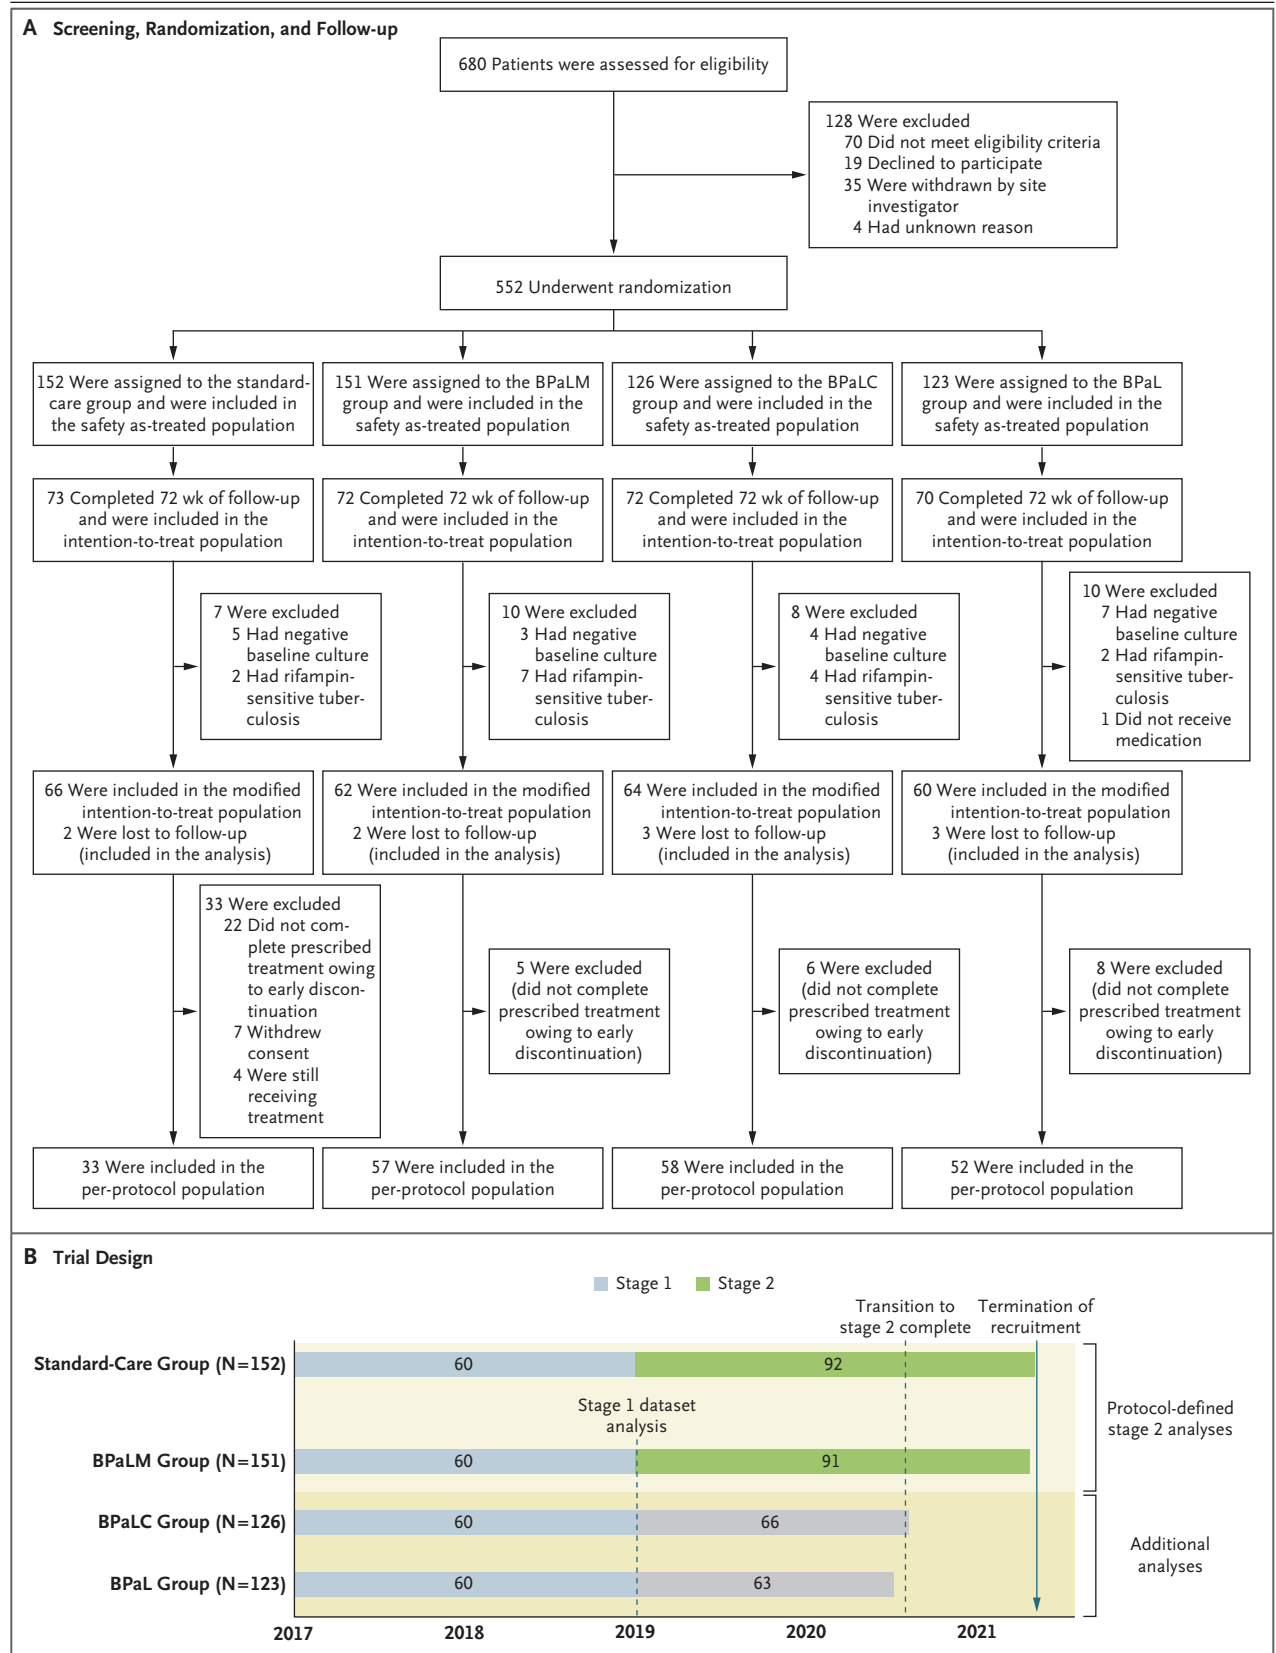 A Screening, Randomization, and Follow-up
680 Patients were assessed for eligibility
128 Were excluded
70 Did not meet eligibility criteria
19 Declined to participate
35 Were withdrawn by site
investigator
4 Had unknown reason
552 Underwent randomization
152 Were assigned to the standard-
care group and were included in
the safety as-treated population
151 Were assigned to the BPaLM
group and were included in the
safety as-treated population
126 Were assigned to the BPaLC
group and were included in the
safety as-treated population
123 Were assigned to the BPaL
group and were included in the
safety as-treated population
73 Completed 72 wk of follow-up
and were included in the
intention-to-treat population
72 Completed 72 wk of follow-up
and were included in the
intention-to-treat population
72 Completed 72 wk of follow-up
and were included in the
intention-to-treat population
70 Completed 72 wk of follow-up
and were included in the
intention-to-treat population
7 Were excluded
5 Had negative
baseline culture
2 Had rifampin-
sensitive tuber-
culosis
10 Were excluded
3 Had negative
baseline culture
7 Had rifampin-
sensitive tuber-
culosis
8 Were excluded
4 Had negative
baseline culture
4 Had rifampin-
sensitive tuber-
culosis
10 Were excluded
7 Had negative
baseline culture
2 Had rifampin-
sensitive tuber-
culosis
1 Did not receive
medication
66 Were included in the modified
intention-to-treat population
2 Were lost to follow-up
(included in the analysis)
62 Were included in the modified
intention-to-treat population
2 Were lost to follow-up
(included in the analysis)
64 Were included in the modified
intention-to-treat population
3 Were lost to follow-up
(included in the analysis)
60 Were included in the modified
intention-to-treat population
3 Were lost to follow-up
(included in the analysis)
33 Were excluded
22 Did not com-
plete prescribed
treatment owing
to early discon-
tinuation
7 Withdrew
consent
4 Were still
receiving
treatment
5 Were excluded
(did not complete
prescribed treatment
owing to early
discontinuation)
6 Were excluded
(did not complete
prescribed treatment
owing to early
discontinuation)
8 Were excluded
(did not complete
prescribed treatment
owing to early
discontinuation)
33 Were included in the
per-protocol population
57 Were included in the
per-protocol population
58 Were included in the
per-protocol population
52 Were included in the
per-protocol population
B Trial Design
Stage 1
Stage 2
Transition to
stage 2 complete
Termination of
recruitment
Standard-Care Group (N=152)
60
92
Stage 1 dataset
analysis
Protocol-defined
stage 2 analyses
BPaLM Group (N=151)
60
91
BPaLC Group (N=126)
60
66
Additional
analyses
BPaL Group (N=123)
60
63
2017
2018
2019
2020
2021